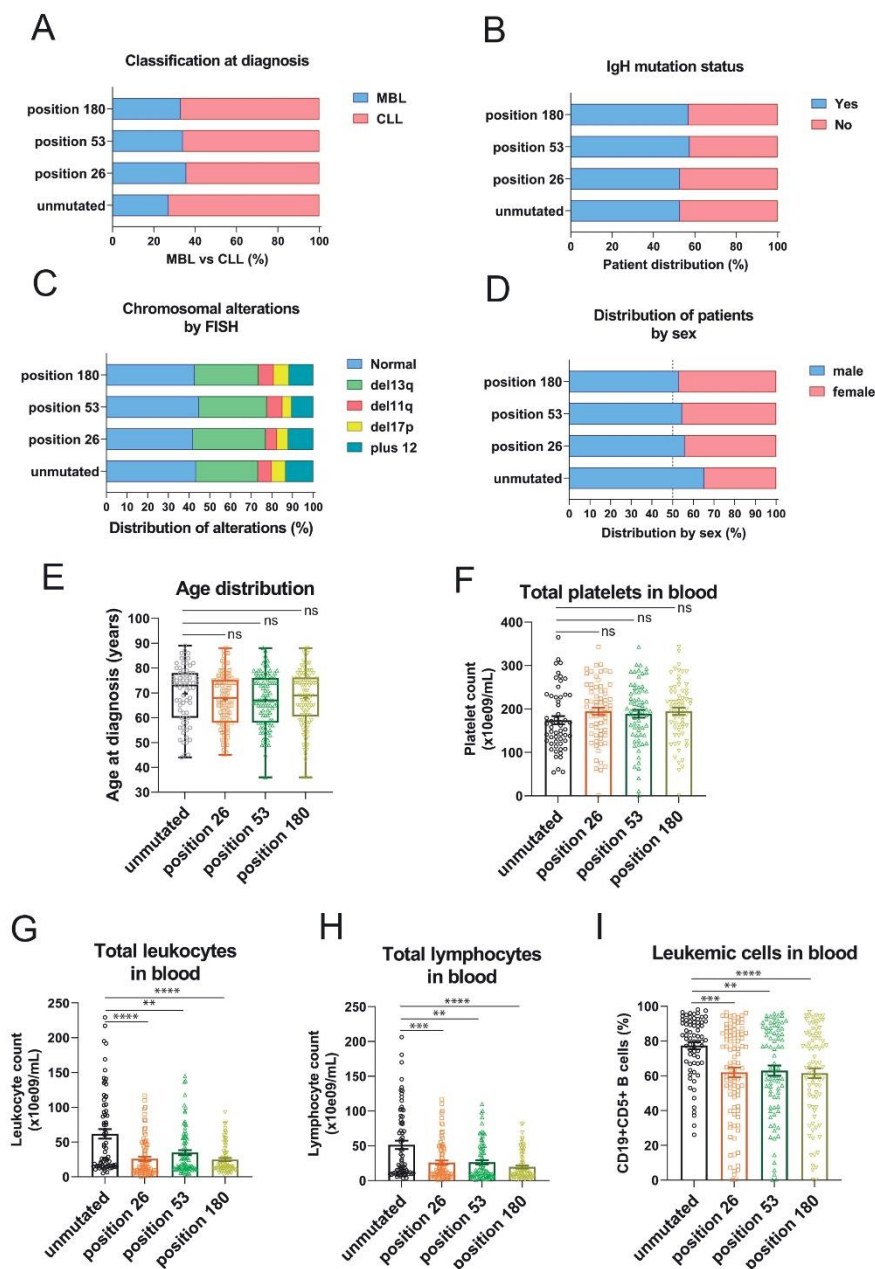 A
Classification at diagnosis
position 180
position 53
position 26
unmutated
0 20 40 60 80 100
MBL vs CLL (%)
MBL
CLL
B
IgH mutation status
position 180
position 53
position 26
unmutated
0 10 20 30 40 50 60 70 80 90 100
Patient distribution (%)
Yes
No
C
Chromosomal alterations
by FISH
position 180
position 53
position 26
unmutated
0 10 20 30 40 50 60 70 80 90 100
Distribution of alterations (%)
Normal
del13q
del11q
del17p
plus 12
D
Distribution of patients
by sex
position 180
position 53
position 26
unmutated
0 10 20 30 40 50 60 70 80 90 100
Distribution by sex (%)
male
female
E
Age distribution
ns
ns
ns
Age at diagnosis (years)
100
90
80
70
60
50
40
30
unmutated
position 26
position 53
position 180
F
Total platelets in blood
ns
ns
ns
Platelet count
(x10e09/mL)
400
300
200
100
0
unmutated
position 26
position 53
position 180
G
Total leukocytes
in blood
****
**
****
Leukocyte count
(x10e09/mL)
250
200
150
100
50
0
unmutated
position 26
position 53
position 180
H
Total lymphocytes
in blood
****
**
***
Lymphocyte count
(x10e09/mL)
250
200
150
100
50
0
unmutated
position 26
position 53
position 180
I
Leukemic cells in blood
****
**
***
CD19+CD5+ B cells (%)
100
80
60
40
20
0
unmutated
position 26
position 53
position 180